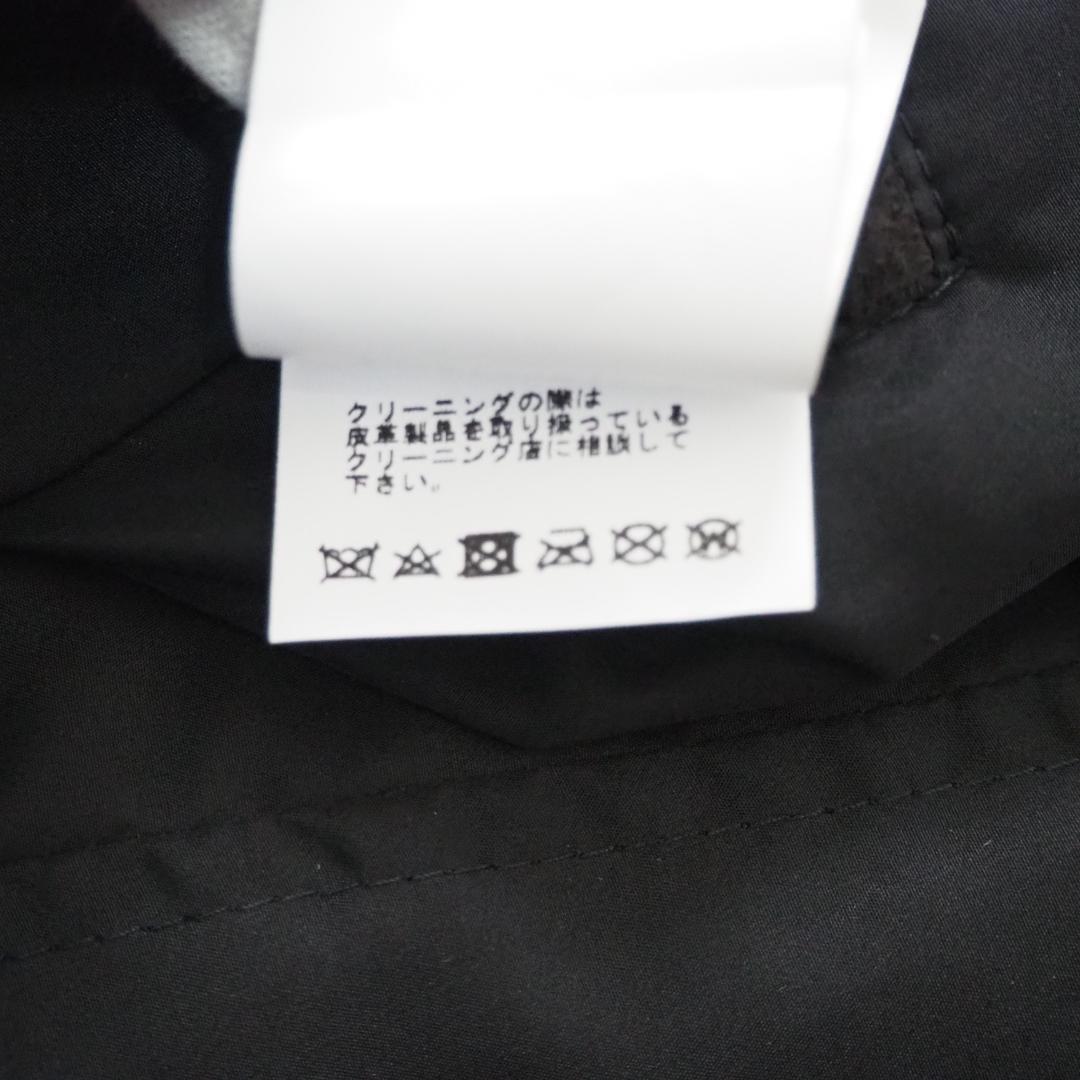 クリーニングの際は
皮革製品を取り扱っている
クリーニング店に相談して
下さい。